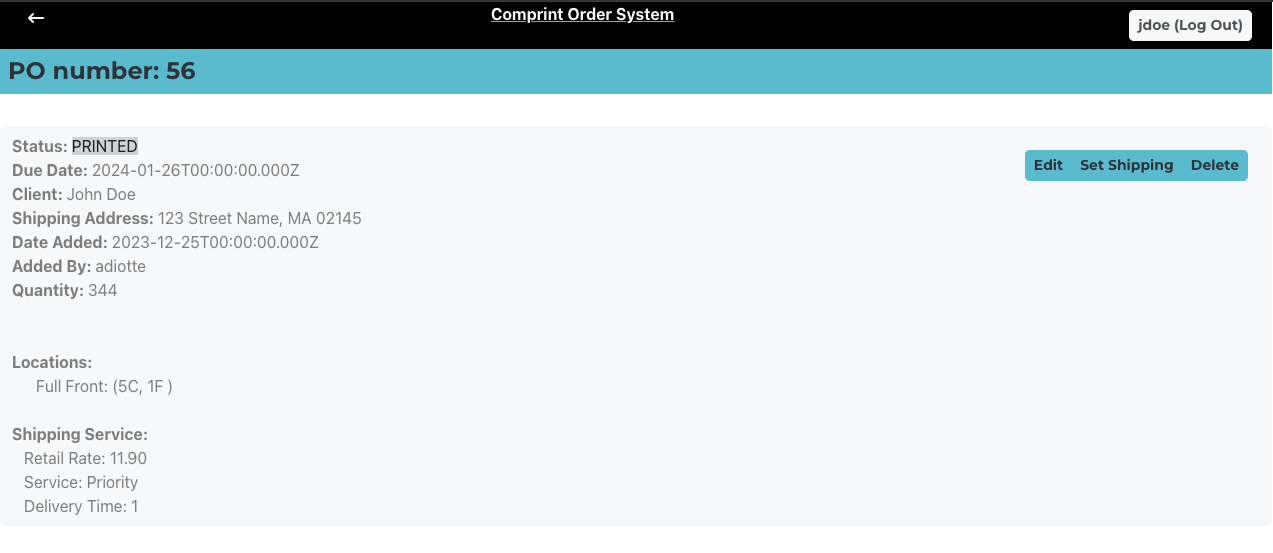 ←
Comprint Order System
jdoe (Log Out)
PO number: 56
Status: PRINTED
Edit Set Shipping Delete
Due Date: 2024-01-26T00:00:00.000Z
Client: John Doe
Shipping Address: 123 Street Name, MA 02145
Date Added: 2023-12-25T00:00:00.000Z
Added By: adiotte
Quantity: 344
Locations:
Full Front: (5C, 1F )
Shipping Service:
Retail Rate: 11.90
Service: Priority
Delivery Time: 1